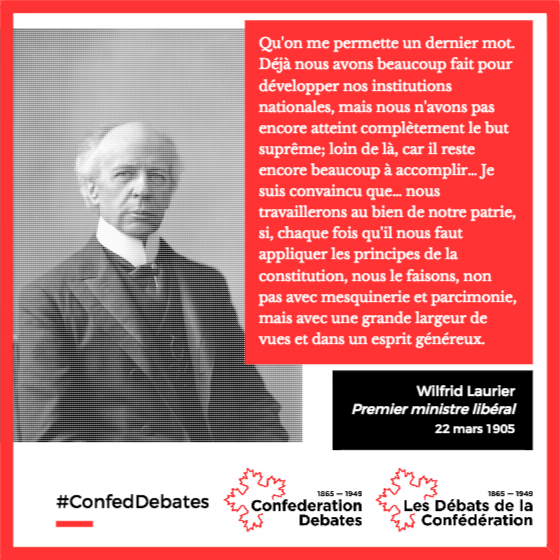 Qu'on me permette un dernier mot.
Déjà nous avons beaucoup fait pour
développer nos institutions
nationales, mais nous n'avons pas
encore atteint complètement le but
suprême; loin de là, car il reste
encore beaucoup à accomplir... Je
suis convaincu que... nous
travaillerons au bien de notre patrie,
si, chaque fois qu'il nous faut
appliquer les principes de la
constitution, nous le faisons, non
pas avec mesquinerie et parcimonie,
mais avec une grande largeur de
vues et dans un esprit généreux.
Wilfrid Laurier
Premier ministre libéral
22 mars 1905
#ConfedDebates
1865 — 1949
Confederation
Debates
1865 — 1949
Les Débats de la
Confédération